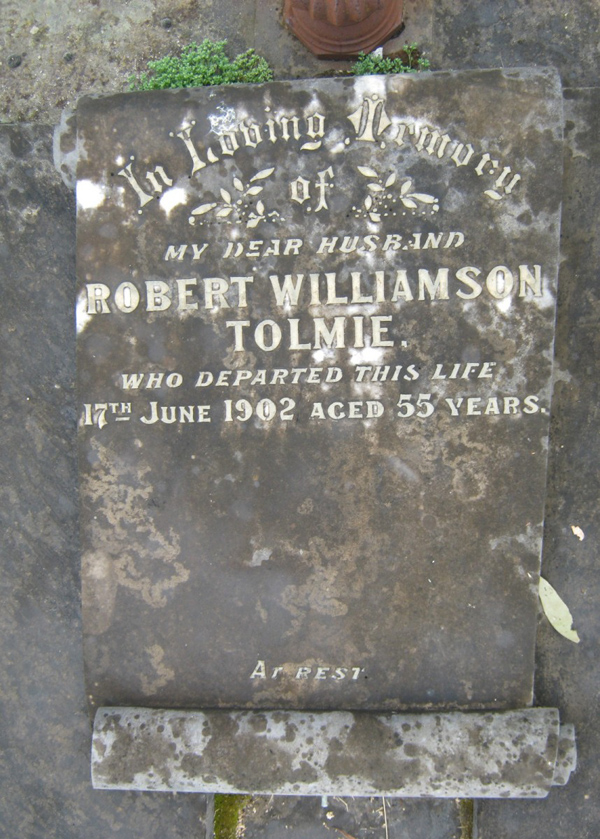 In Loving Memory
of
MY DEAR HUSBAND
ROBERT WILLIAMSON
TOLMIE.
WHO DEPARTED THIS LIFE
17TH JUNE 1902 AGED 55 YEARS.
AT REST